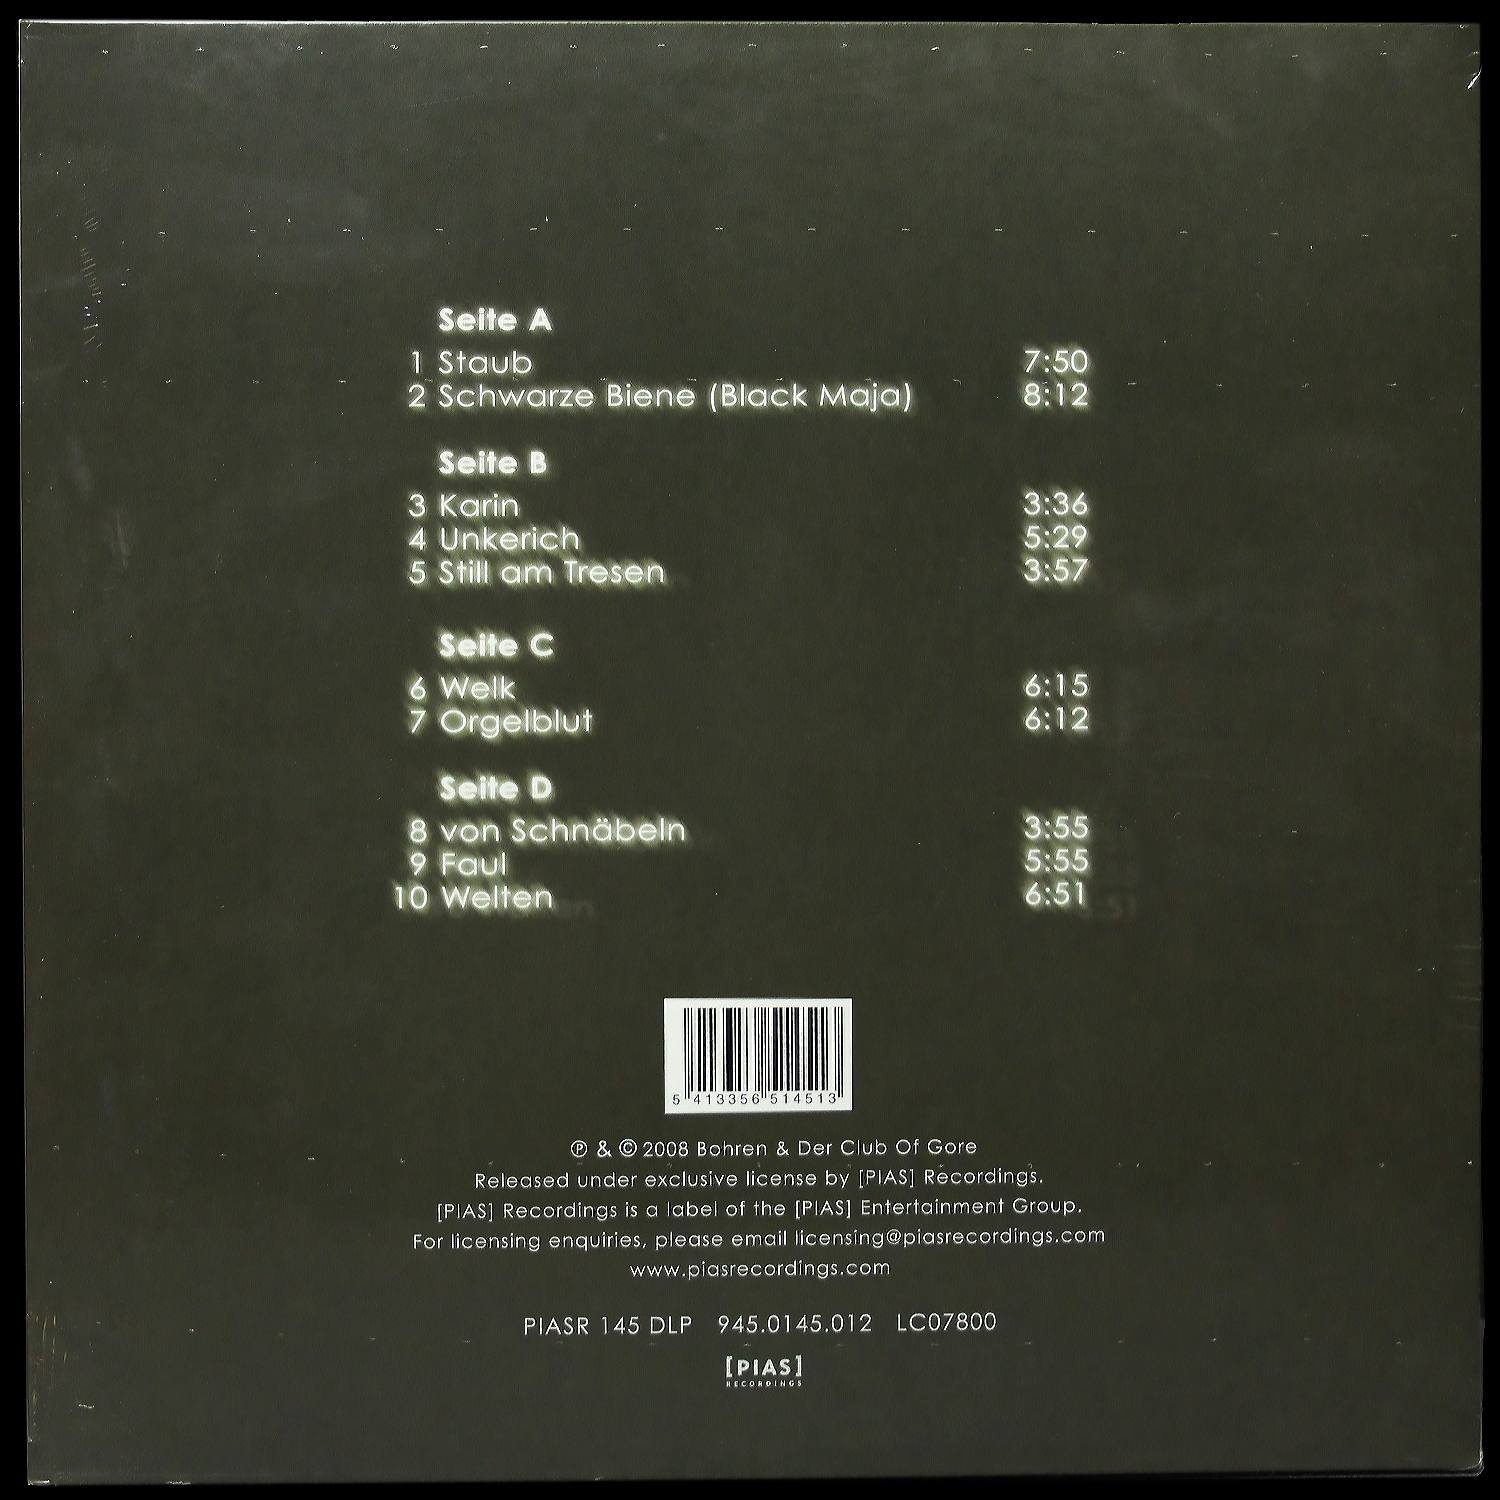 Seite A
1 Staub 7:50
2 Schwarze Biene (Black Maja) 8:12
Seite B
3 Karin 3:36
4 Unkerich 5:29
5 Still am Tresen 3:57
Seite C
6 Welk 6:15
7 Orgelblut 6:12
Seite D
8 von Schnäbeln 3:55
9 Faul 5:55
10 Welten 6:51
5 413356 514513
℗ & © 2008 Bohren & Der Club Of Gore
Released under exclusive license by [PIAS] Recordings.
[PIAS] Recordings is a label of the [PIAS] Entertainment Group.
For licensing enquiries, please email licensing@piasrecordings.com
www.piasrecordings.com
PIASR 145 DLP 945.0145.012 LC07800
[PIAS]
RECORDINGS